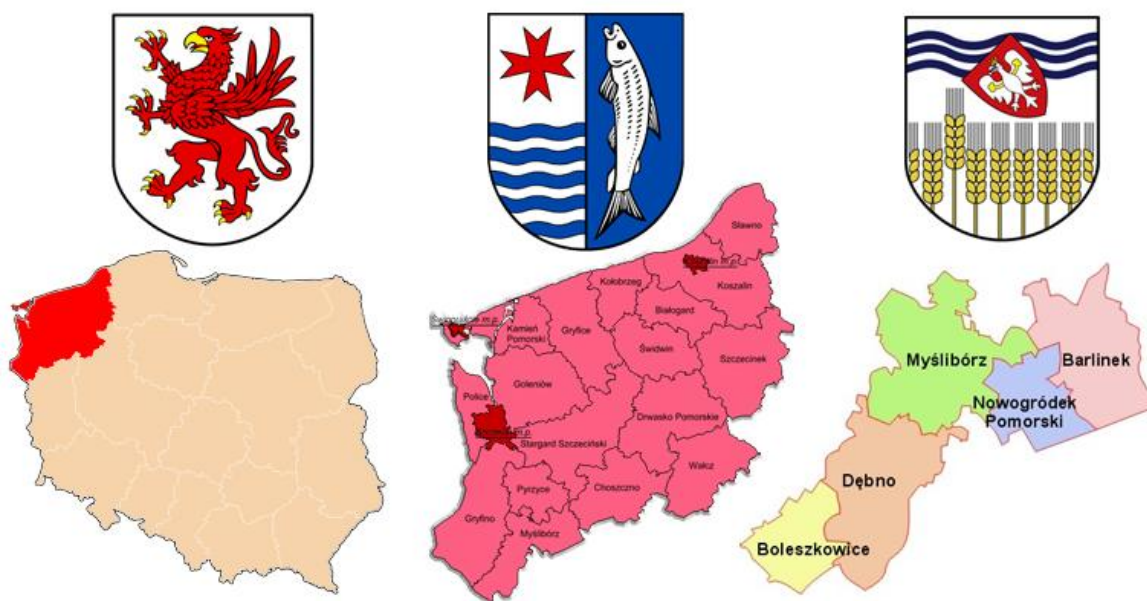 Sławno
Koszalin
Kołobrzeg
Białogard
Kamień
Pomorski
Gryfice
Świdwin
Szczecinek
Goleniów
Police
Drwasko Pomorskie
Stargard Szczeciński
Wałcz
Pyrzyce
Choszczno
Gryfino
Myślibórz
Myślibórz
Barlinek
Nowogródek
Pomorski
Dębno
Boleszkowice